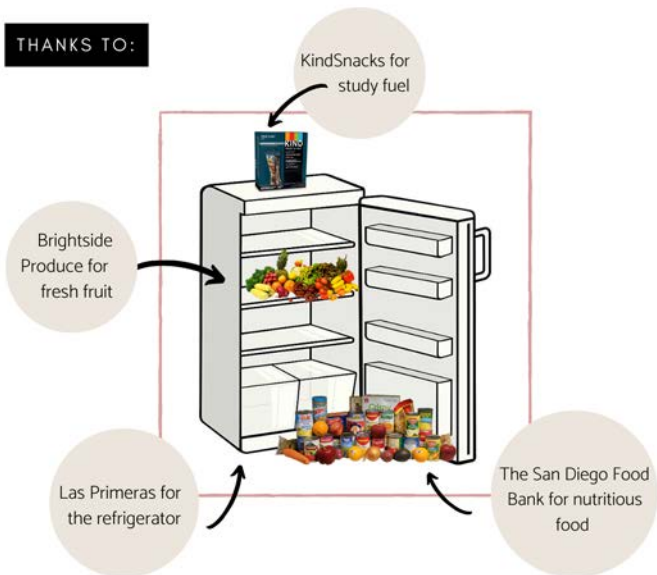 THANKS TO:
KindSnacks for
study fuel
KIND
Brightside
Produce for
fresh fruit
Las Primeras for
the refrigerator
The San Diego Food
Bank for nutritious
food